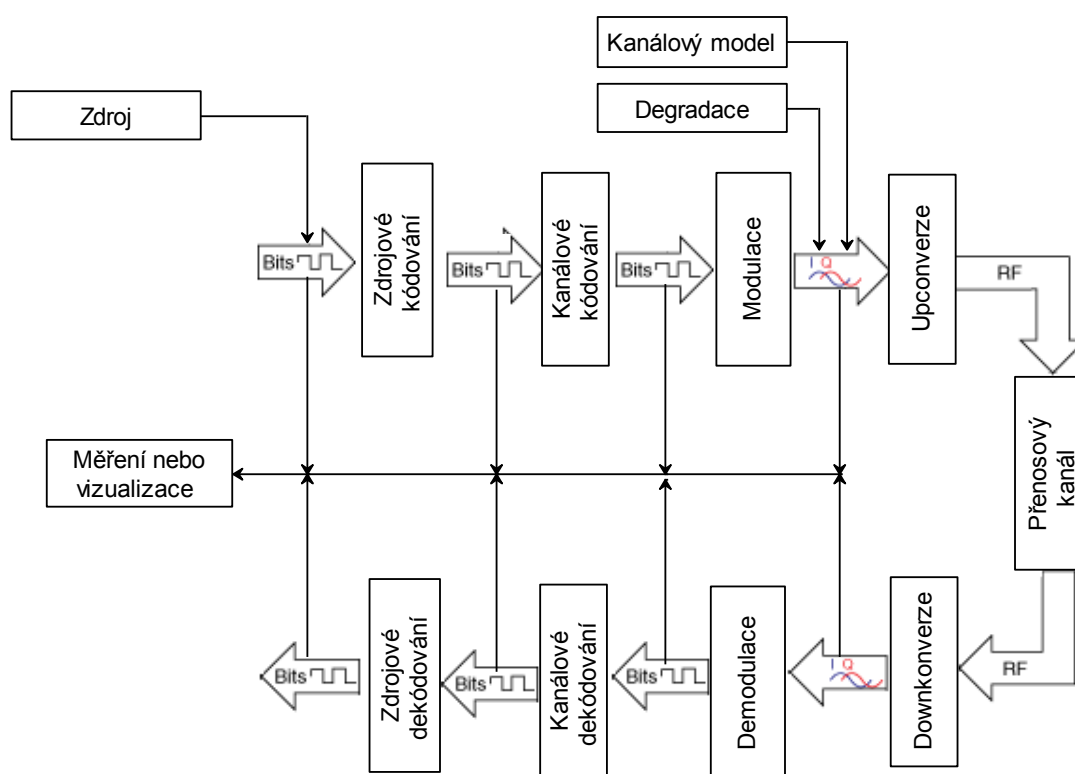 Kanálový model
Zdroj
Degradace
Zdrojové
kódování
Kanálové
kódování
Modulace
Upconverze
Bits
Bits
Bits
I Q
RF
Měření nebo
vizualizace
Přenosový
kanál
Zdrojové
dekódování
Kanálové
dekódování
Demodulace
Downkonverze
Bits
Bits
Bits
I Q
RF